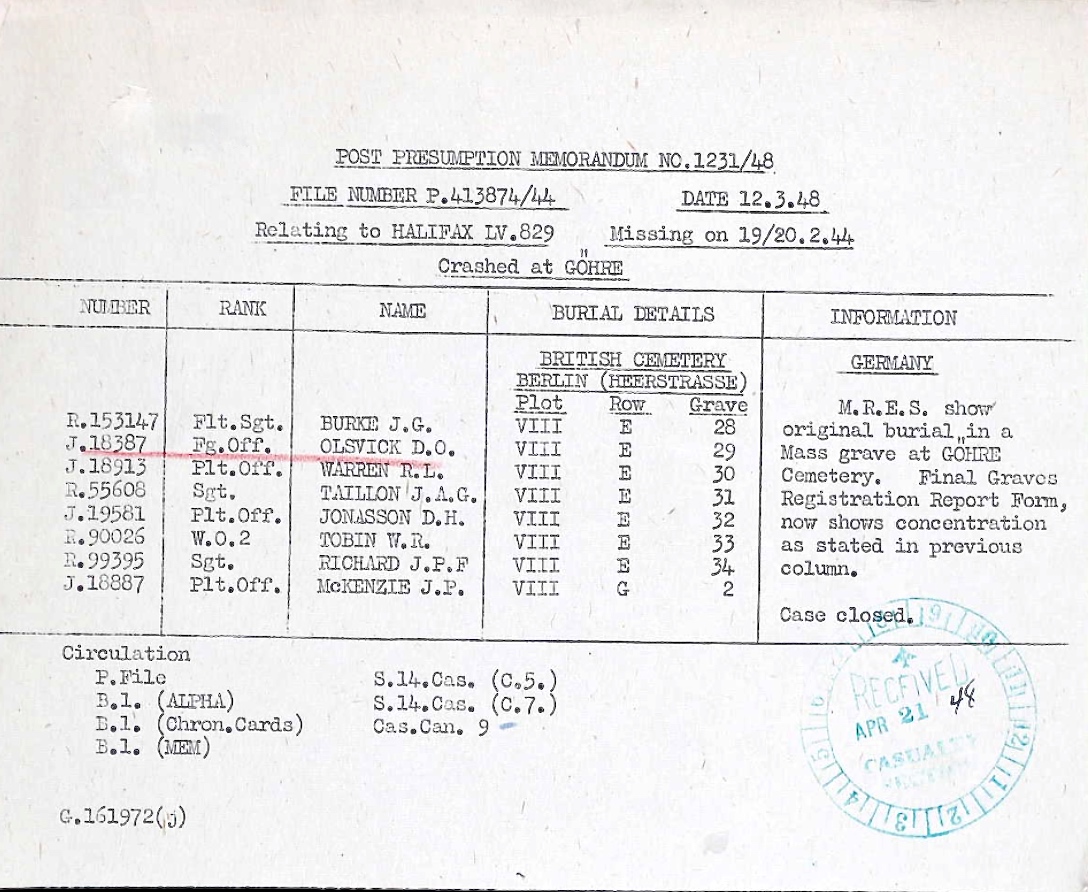 POST PRESUMPTION MEMORANDUM NO.1231/48
FILE NUMBER P.413874/44 DATE 12.3.48.
Relating to HALIFAX LV.829 Missing on 19/20.2.44
Crashed at GÖHRE
NUMBER RANK NAME BURIAL DETAILS INFORMATION
BRITISH CEMETERY GERMANY
BERLIN (HEERSTRASSE)
Plot Row Grave M.R.E.S. show
R.153147 Flt.Sgt. BURKE J.G. VIII E 28 original burial in a
J.18387 Fg.Off. OLSVICK D.O. VIII E 29 Mass grave at GÖHRE
J.18913 Plt.Off. WARREN R.L. VIII E 30 Cemetery. Final Graves
R.55608 Sgt. TAILLON J.A.G. VIII E 31 Registration Report Form,
J.19581 Plt.Off. JONASSON D.H. VIII E 32 now shows concentration
R.90026 W.O.2 TOBIN W.R. VIII E 33 as stated in previous
R.99395 Sgt. RICHARD J.P.F VIII E 34 column.
J.18887 Plt.Off. McKENZIE J.P. VIII G 2
Case closed.
Circulation
P.File S.14.Cas. (C.5.)
B.1. (ALPHA) S.14.Cas. (C.7.)
B.1. (Chron.Cards) Cas.Can. 9
B.1. (MEM)
G.161972(j)
RECEIVED
APR 21 48
CASUALTY